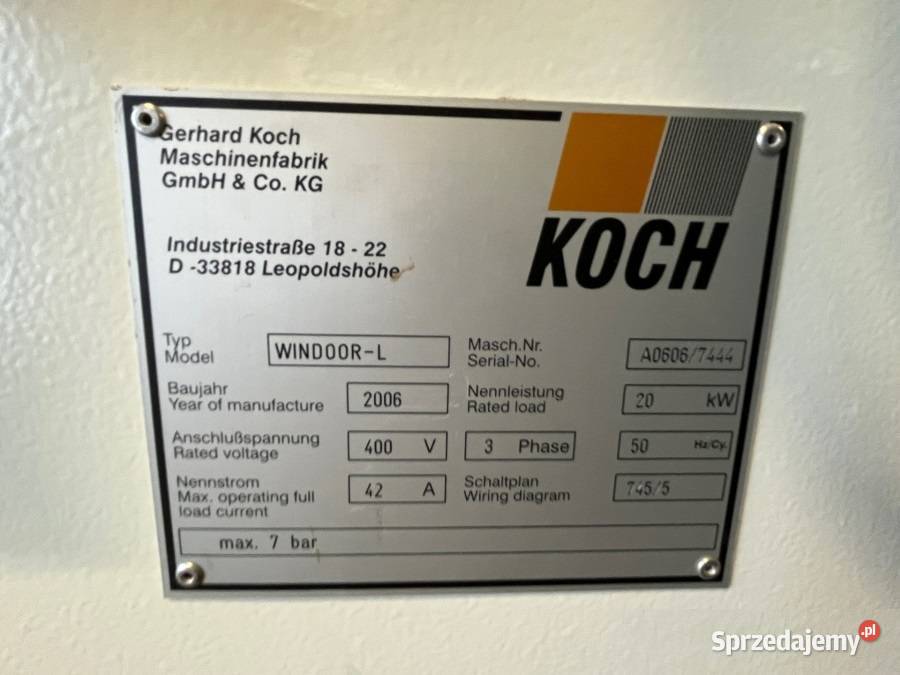 Gerhard Koch
Maschinenfabrik
GmbH & Co. KG
KOCH
Industriestraße 18 - 22
D -33818 Leopoldshöhe
Typ
Model
WINDOOR-L
Masch.Nr.
Serial-No.
A0606/7444
Baujahr
Year of manufacture
2006
Nennleistung
Rated load
20 kW
Anschlußspannung
Rated voltage
400 V
3 Phase
50 Hz/Cy.
Nennstrom
Max. operating full
load current
42 A
Schaltplan
Wiring diagram
745/5
max. 7 bar
Sprzedajemy.pl